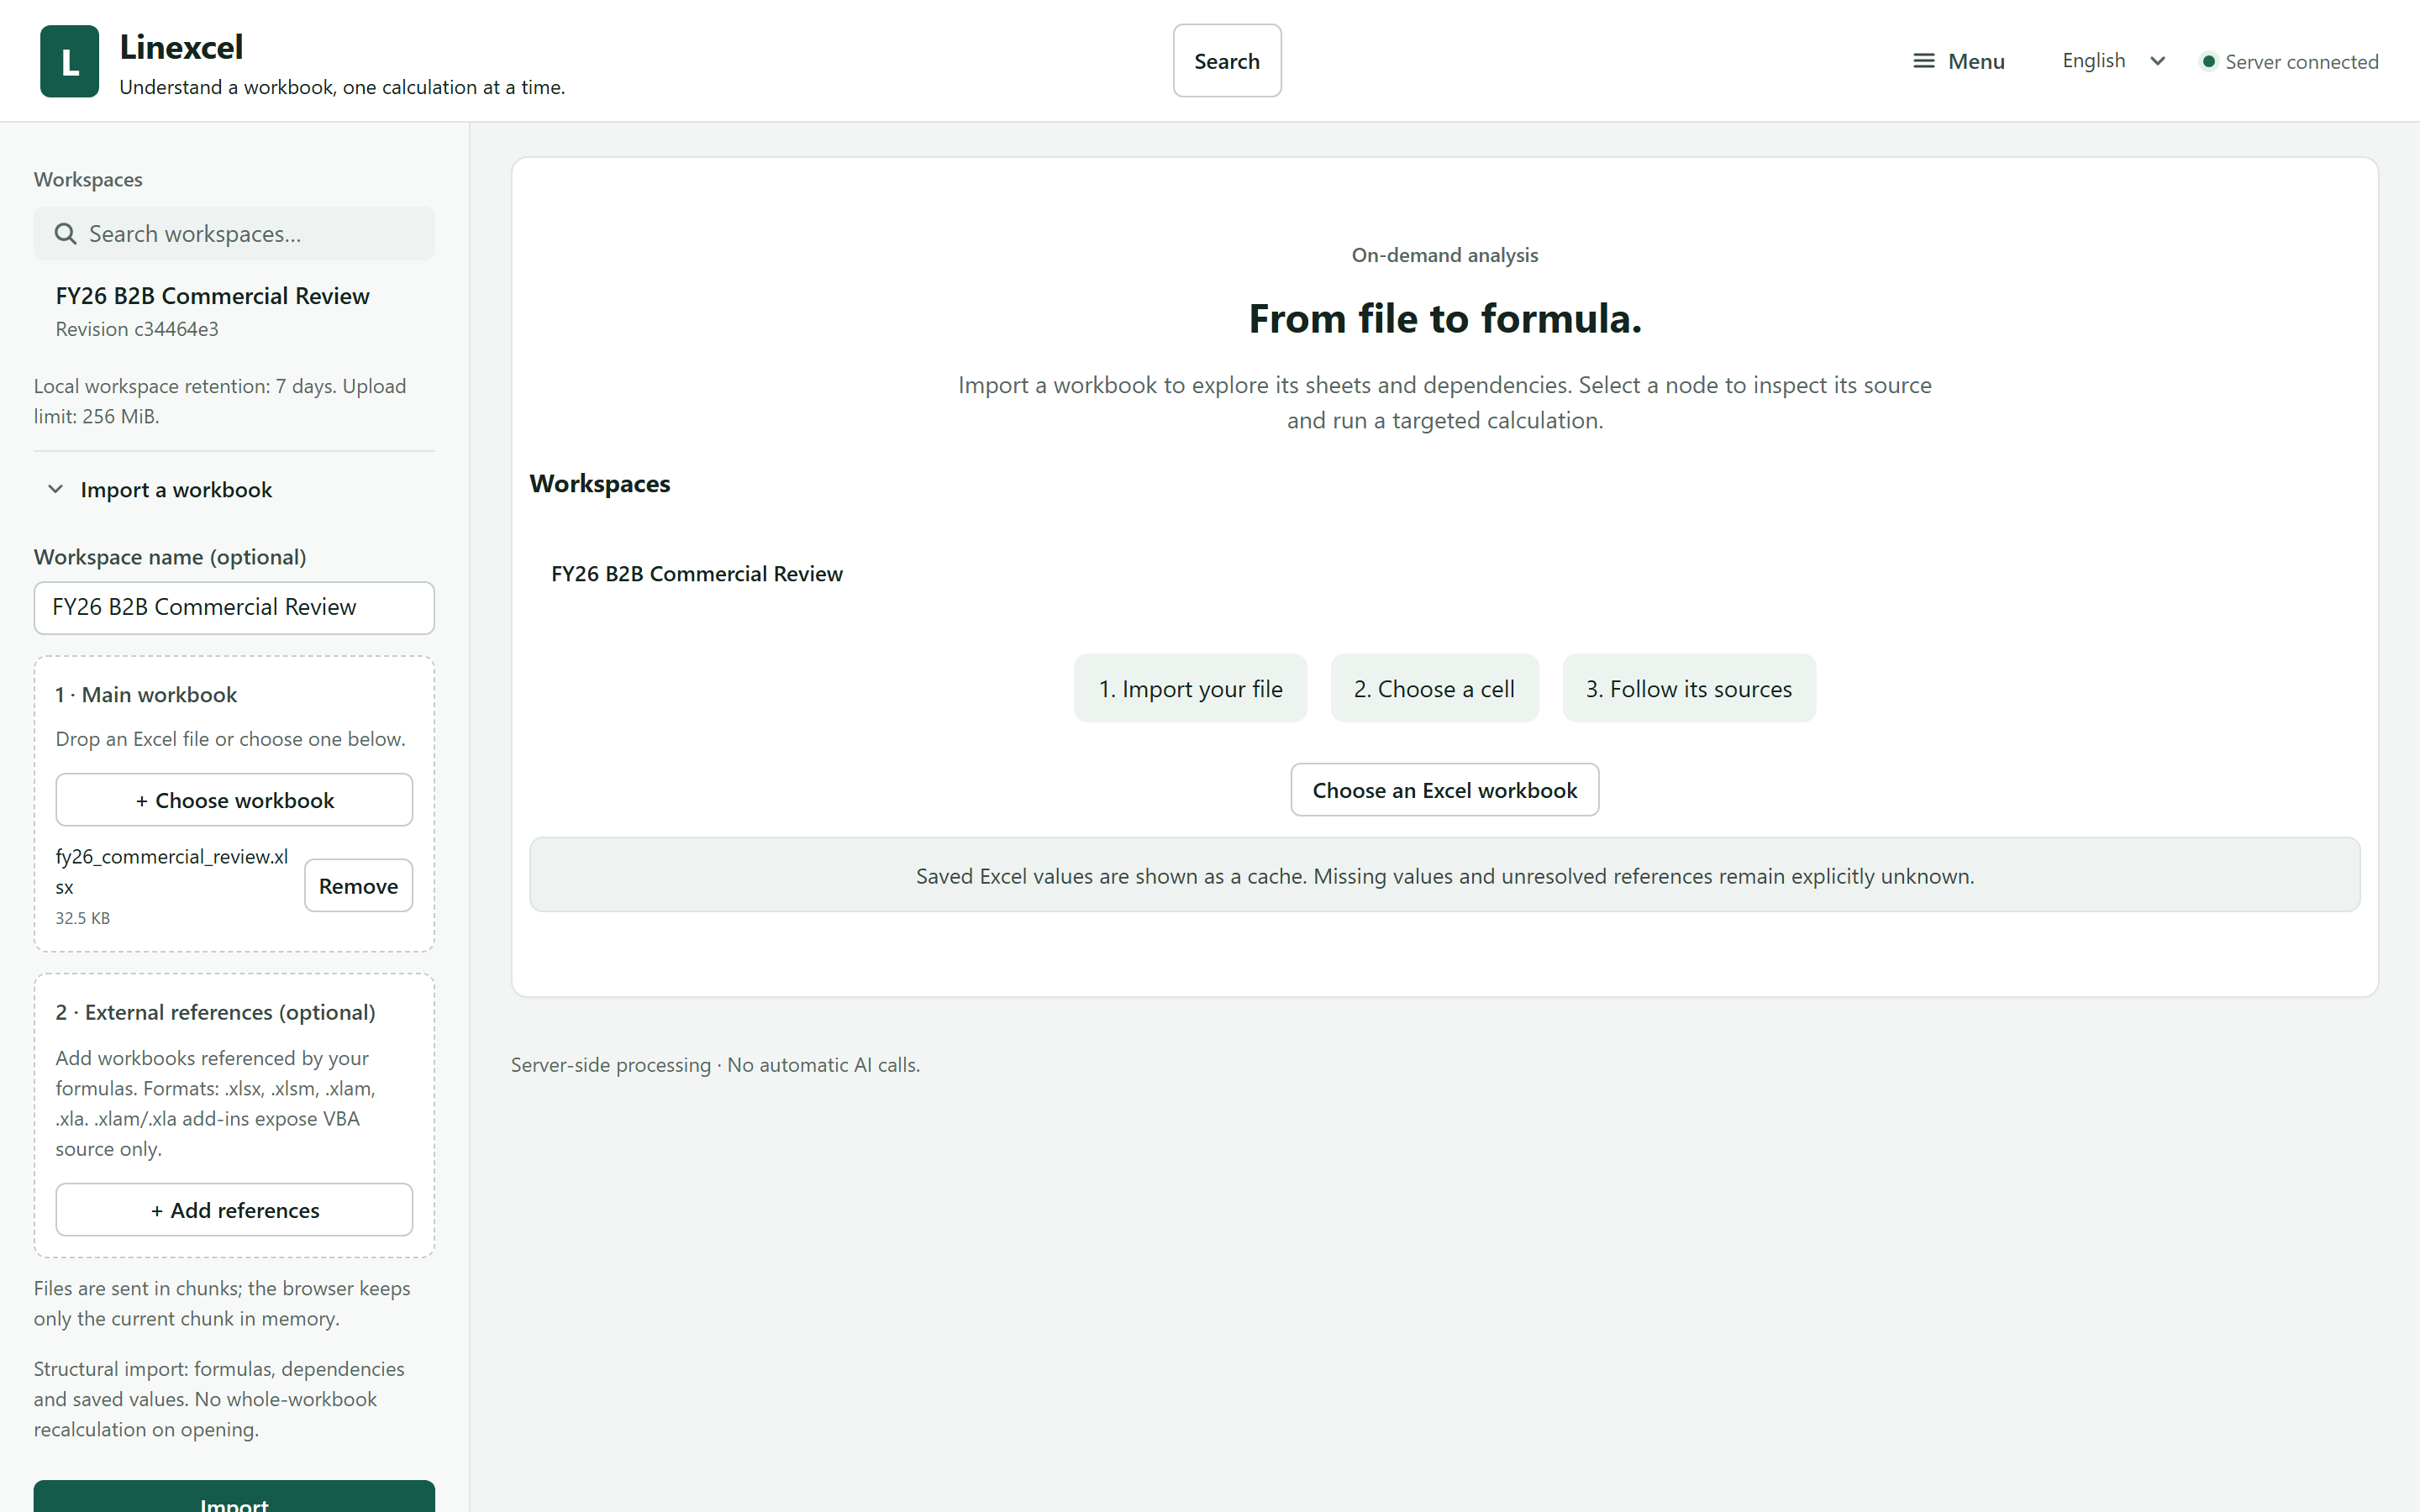 L
Linexcel
Understand a workbook, one calculation at a time.
Search
Menu
English
Server connected
Workspaces
Search workspaces...
FY26 B2B Commercial Review
Revision c34464e3
Local workspace retention: 7 days. Upload
limit: 256 MiB.
Import a workbook
Workspace name (optional)
FY26 B2B Commercial Review
1 · Main workbook
Drop an Excel file or choose one below.
+ Choose workbook
fy26_commercial_review.xl
sx
32.5 KB
Remove
2 · External references (optional)
Add workbooks referenced by your
formulas. Formats: .xlsx, .xlsm, .xlam,
.xla. .xlam/.xla add-ins expose VBA
source only.
+ Add references
Files are sent in chunks; the browser keeps
only the current chunk in memory.
Structural import: formulas, dependencies
and saved values. No whole-workbook
recalculation on opening.
Import
On-demand analysis
From file to formula.
Import a workbook to explore its sheets and dependencies. Select a node to inspect its source
and run a targeted calculation.
Workspaces
FY26 B2B Commercial Review
1. Import your file
2. Choose a cell
3. Follow its sources
Choose an Excel workbook
Saved Excel values are shown as a cache. Missing values and unresolved references remain explicitly unknown.
Server-side processing · No automatic AI calls.